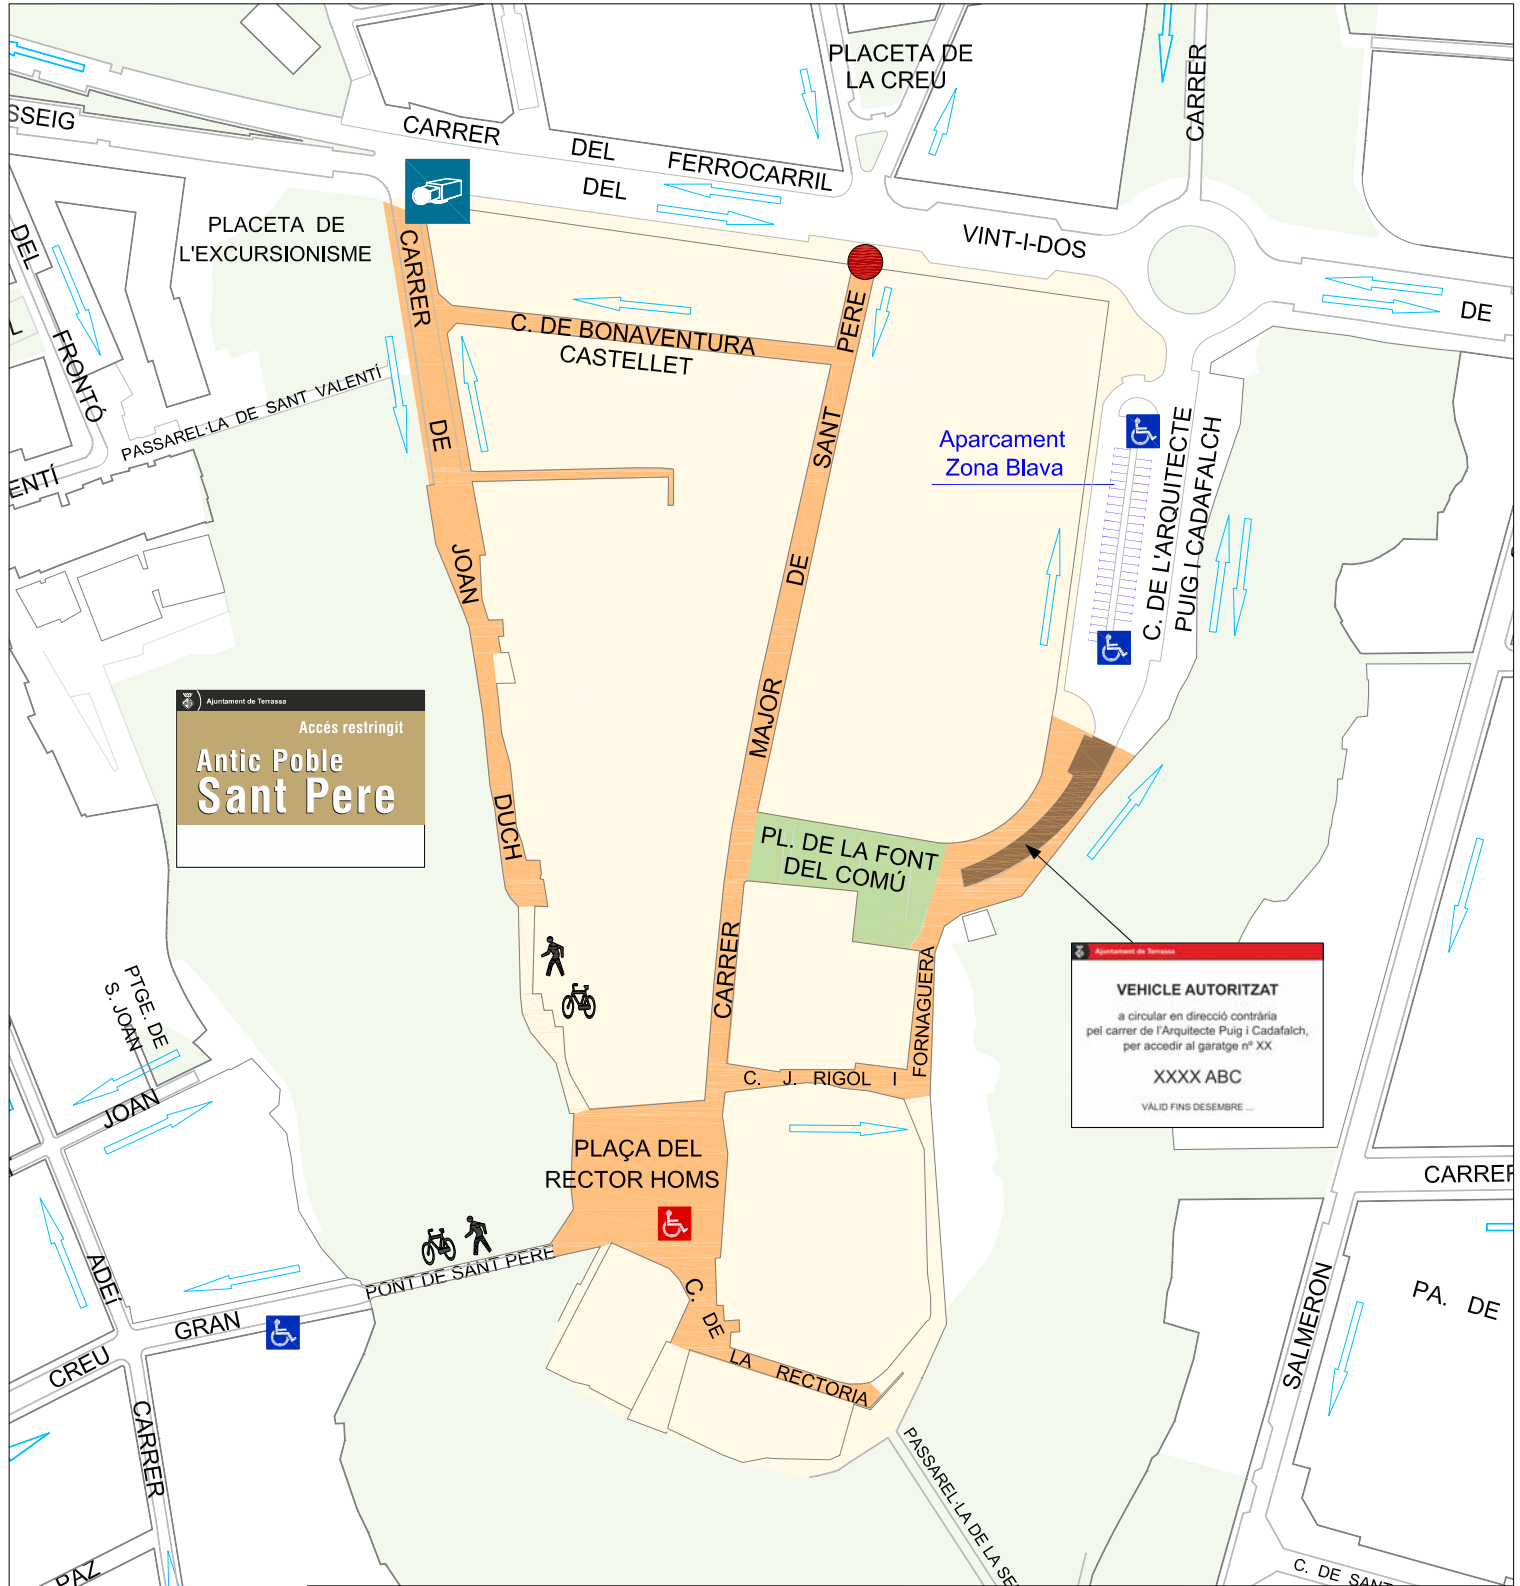 PLACETA DE
LA CREU
CARRER
SSEIG
CARRER
DEL
FERROCARRIL
DEL
VINT-I-DOS
DE
PLACETA DE
L'EXCURSIONISME
DEL
FRONTÓ
L
ENTÍ
PASSAREL·LA DE SANT VALENTÍ
CARRER
DE
JOAN
DUCH
C. DE BONAVENTURA
CASTELLET
PERE
SANT
DE
MAJOR
CARRER
Aparcament
Zona Blava
C. DE L'ARQUITECTE
PUIG I CADAFALCH
Ajuntament de Terrassa
Accés restringit
Antic Poble
Sant Pere
PL. DE LA FONT
DEL COMÚ
FORNAGUERA
C. J. RIGOL I
Ajuntament de Terrassa
VEHICLE AUTORITZAT
a circular en direcció contrària
pel carrer de l'Arquitecte Puig i Cadafalch,
per accedir al garatge nº XX
XXXX ABC
VÀLID FINS DESEMBRE ...
PTGE. DE
S. JOAN
JOAN
PLAÇA DEL
RECTOR HOMS
PONT DE SANT PERE
GRAN
ADEÍ
CREU
CARRER
PAZ
C. DE
LA RECTORIA
PASSAREL·LA DE LA SE
CARRER
PA. DE
SALMERON
C. DE SANT